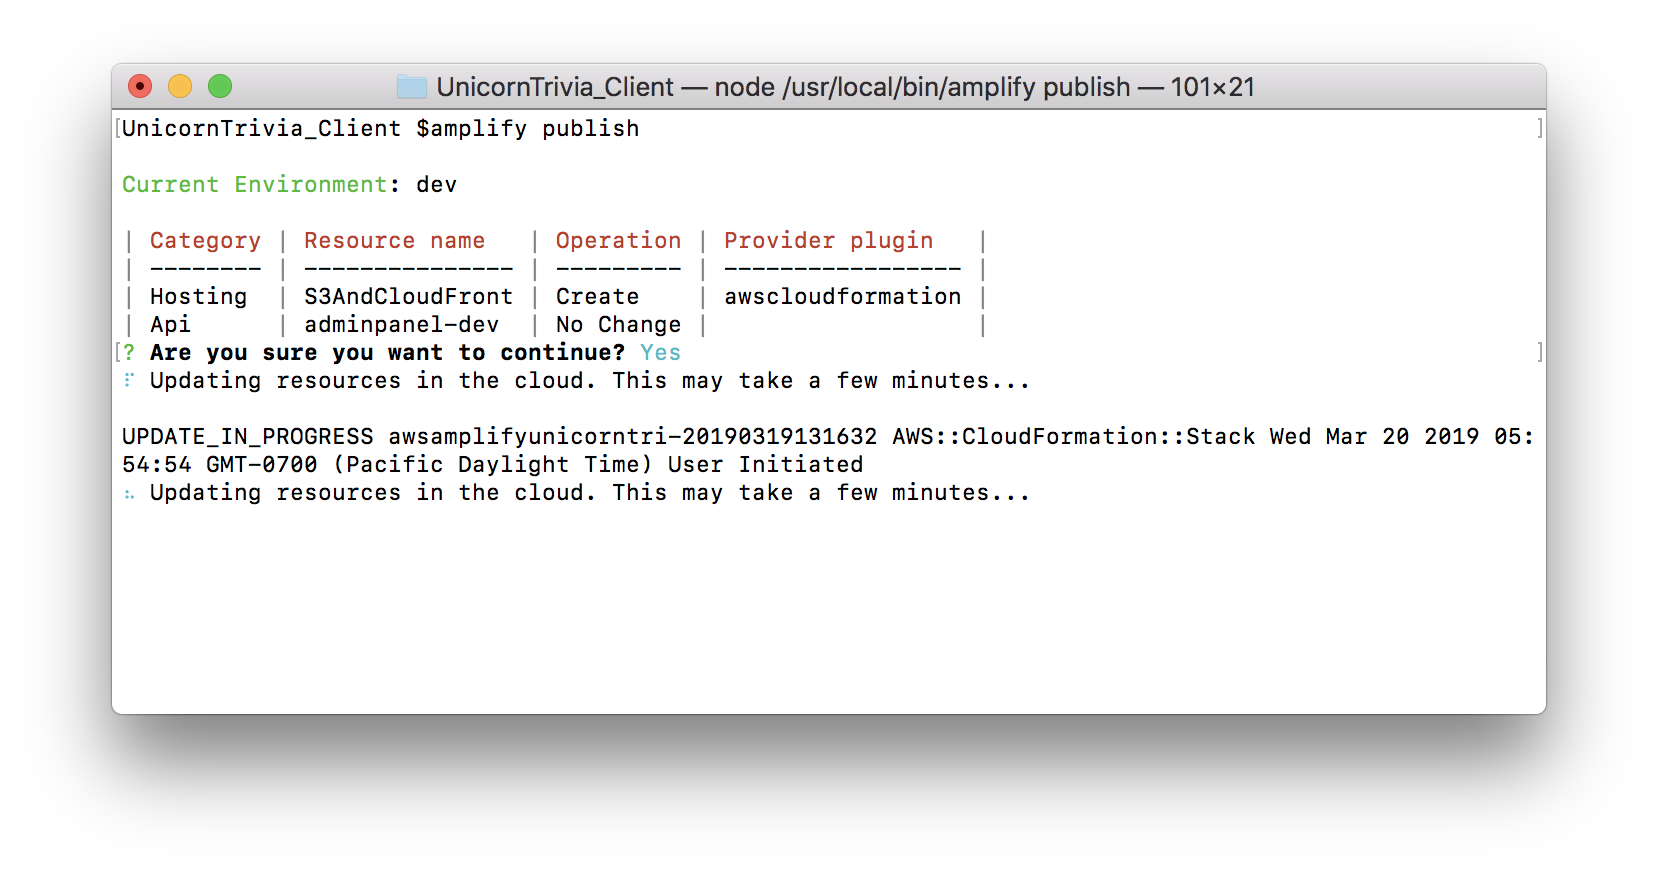 UnicornTrivia_Client — node /usr/local/bin/amplify publish — 101×21
[UnicornTrivia_Client $amplify publish ]
Current Environment: dev
| Category | Resource name | Operation | Provider plugin |
| -------- | --------------- | --------- | ----------------- |
| Hosting | S3AndCloudFront | Create | awscloudformation |
| Api | adminpanel-dev | No Change | |
[? Are you sure you want to continue? Yes ]
⠏ Updating resources in the cloud. This may take a few minutes...
UPDATE_IN_PROGRESS awsamplifyunicorntri-20190319131632 AWS::CloudFormation::Stack Wed Mar 20 2019 05:
54:54 GMT-0700 (Pacific Daylight Time) User Initiated
⠦ Updating resources in the cloud. This may take a few minutes...